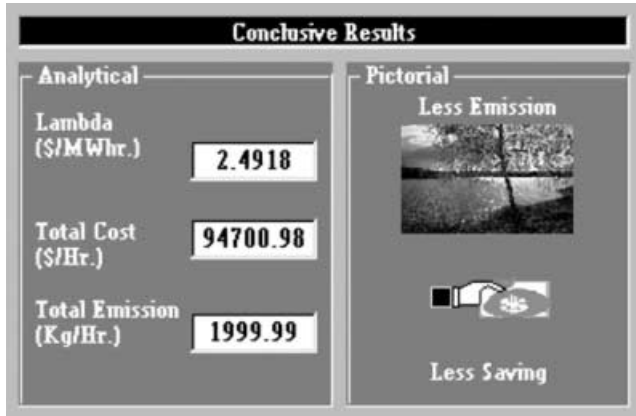 Conclusive Results
Analytical
Lambda
($/MWhr.)
2.4918
Total Cost
($/Hr.)
94700.98
Total Emission
(Kg/Hr.)
1999.99
Pictorial
Less Emission
Less Saving